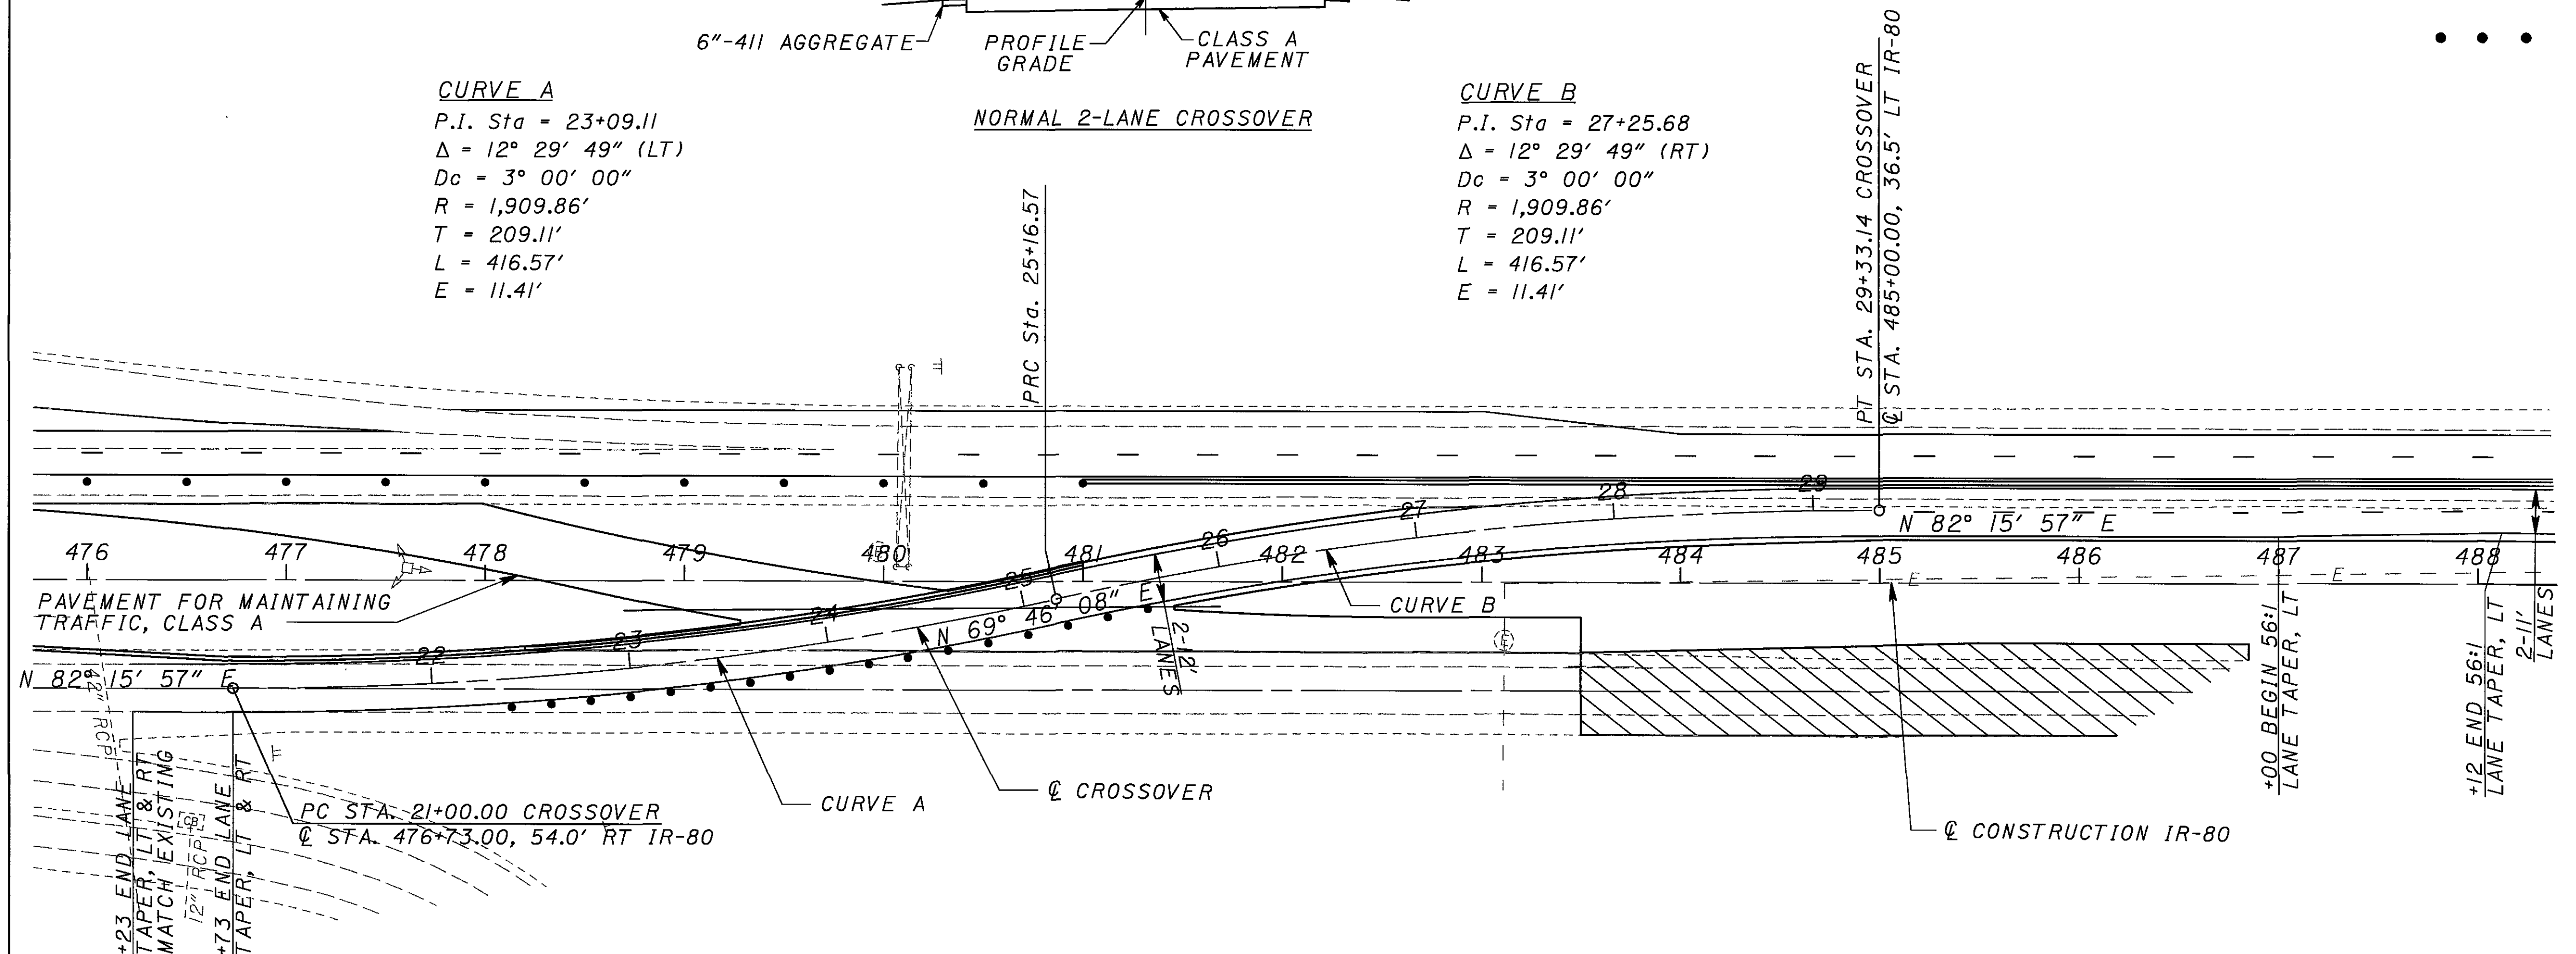 6"-411 AGGREGATE
PROFILE
GRADE
CLASS A
PAVEMENT
NORMAL 2-LANE CROSSOVER
CURVE A
P.I. Sta = 23+09.11
Δ = 12° 29' 49" (LT)
Dc = 3° 00' 00"
R = 1,909.86'
T = 209.11'
L = 416.57'
E = 11.41'
CURVE B
P.I. Sta = 27+25.68
Δ = 12° 29' 49" (RT)
Dc = 3° 00' 00"
R = 1,909.86'
T = 209.11'
L = 416.57'
E = 11.41'
PRC Sta. 25+16.57
PT STA. 29+33.14 CROSSOVER
℄ STA. 485+00.00, 36.5' LT IR-80
22 23 24 25 26 27 28 29
N 82° 15' 57" E
476 477 478 479 480 481 482 483 484 485 486 487 488
E
E
E
PAVEMENT FOR MAINTAINING
TRAFFIC, CLASS A
N 69° 46' 08" E
CURVE B
2-12'
LANES
2-11'
LANES
N 82° 15' 57" E
42" RCP
CURVE A
℄ CROSSOVER
PC STA. 21+00.00 CROSSOVER
℄ STA. 476+73.00, 54.0' RT IR-80
℄ CONSTRUCTION IR-80
+23 END LANE
TAPER, LT & RT
MATCH EXISTING
CB
12" RCP
+73 END LANE
TAPER, LT & RT
+00 BEGIN 56:1
LANE TAPER, LT
+12 END 56:1
LANE TAPER, LT